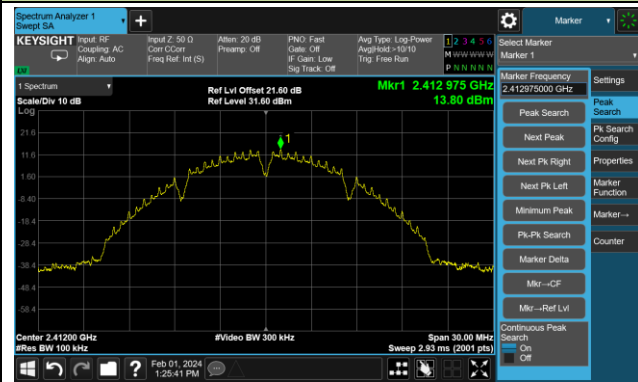 Spectrum Analyzer 1
Swept SA
+
Marker
KEYSIGHT
Input: RF
Coupling: AC
Align: Auto
Input Z: 50 Ω
Corr CCorr
Freq Ref: Int (S)
Atten: 20 dB
Preamp: Off
PNO: Fast
Gate: Off
IF Gain: Low
Sig Track: Off
Avg Type: Log-Power
Avg|Hold:>10/10
Trig: Free Run
1 2 3 4 5 6
M W W W W W
P N N N N N
LXI
Select Marker
Marker 1
1 Spectrum
Scale/Div 10 dB
Log
Ref Lvl Offset 21.60 dB
Ref Level 31.60 dBm
Mkr1 2.412 975 GHz
13.80 dBm
21.6
11.6
1.60
-8.40
-18.4
-28.4
-38.4
-48.4
-58.4
1
Center 2.41200 GHz
#Res BW 100 kHz
#Video BW 300 kHz
Span 30.00 MHz
Sweep 2.93 ms (2001 pts)
Marker Frequency
2.412975000 GHz
Peak Search
Next Peak
Next Pk Right
Next Pk Left
Minimum Peak
Pk-Pk Search
Marker Delta
Mkr→CF
Mkr→Ref Lvl
Continuous Peak
Search
On
Off
Settings
Peak
Search
Pk Search
Config
Properties
Marker
Function
Marker→
Counter
?
Feb 01, 2024
1:25:41 PM